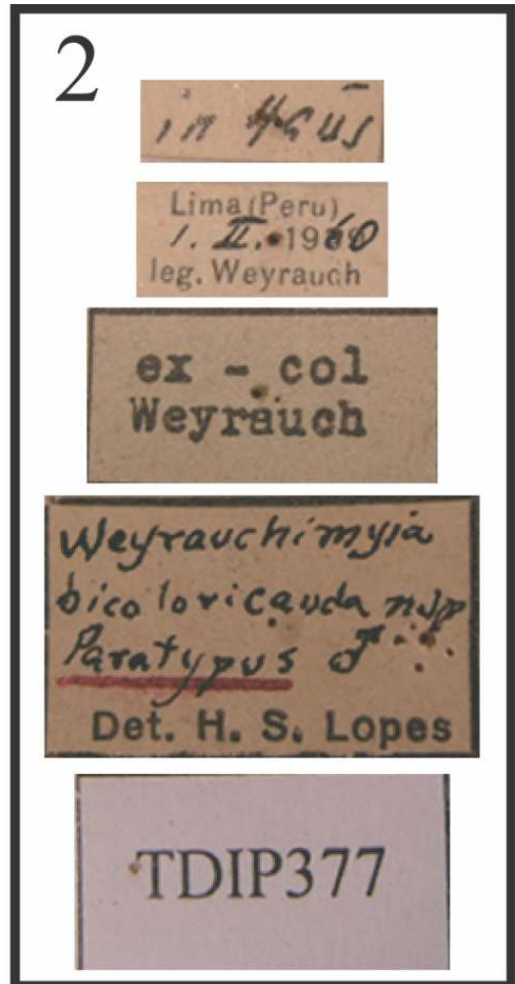 2
in Haus
Lima (Peru)
1. II. 1960
leg. Weyrauch
ex - col
Weyrauch
Weyrauchimyia
bicoloricauda n.sp
Paratypus ♂
Det. H. S. Lopes
TDIP377